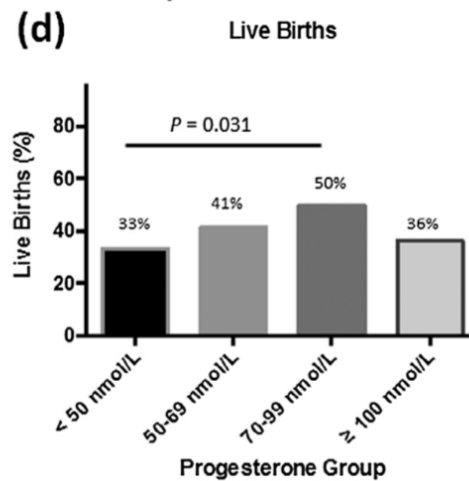 (d)
Live Births
Live Births (%)
80
60
40
20
0
P = 0.031
33%
41%
50%
36%
< 50 nmol/L
50-69 nmol/L
70-99 nmol/L
≥ 100 nmol/L
Progesterone Group